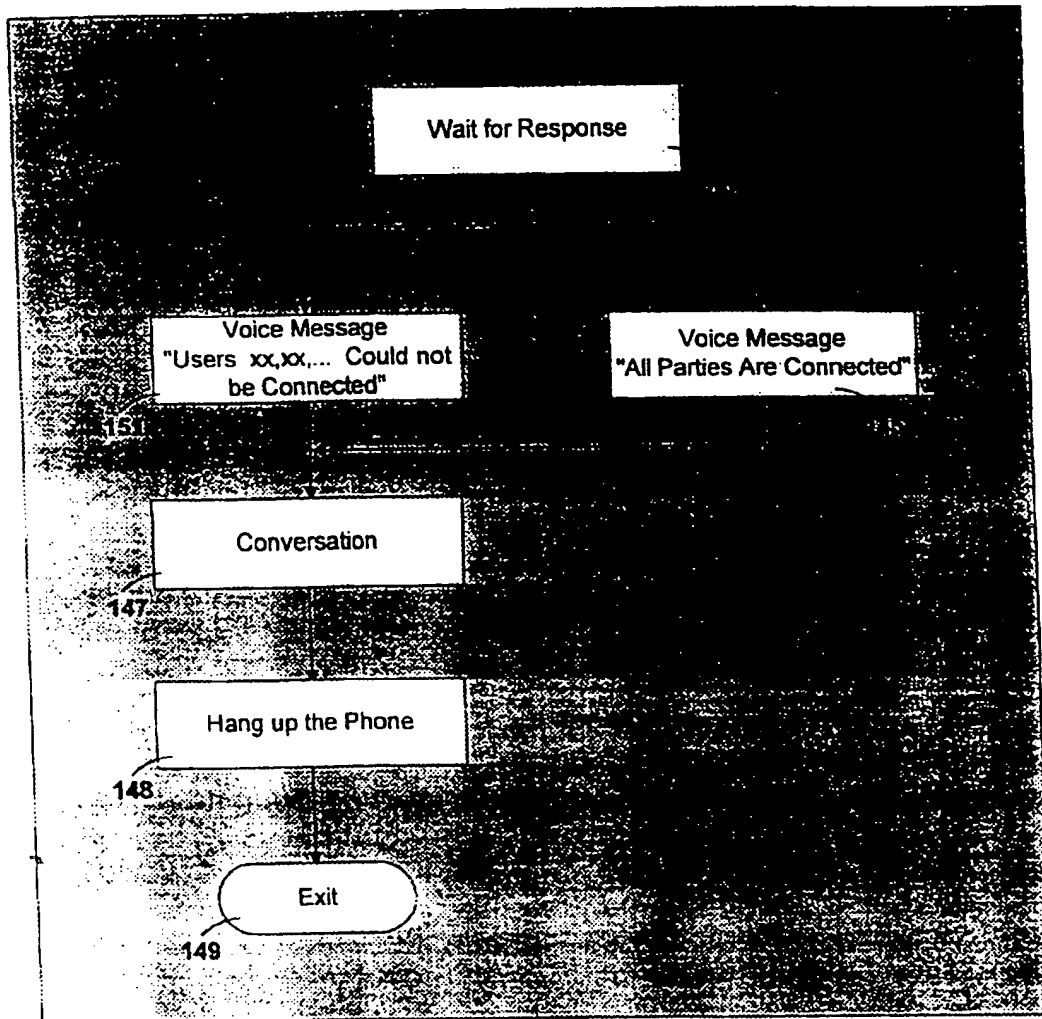 Wait for Response
Voice Message
"Users xx,xx,... Could not
be Connected"
Voice Message
"All Parties Are Connected"
151
Conversation
147
Hang up the Phone
148
Exit
149